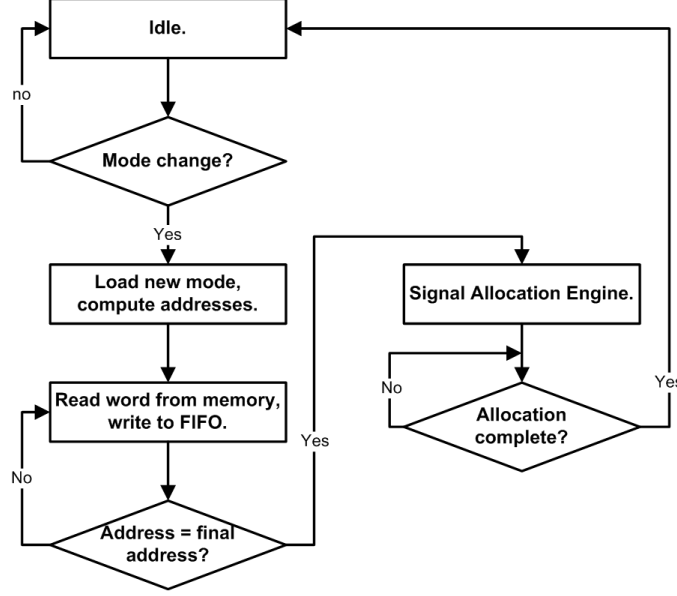 Idle.
no
Mode change?
Yes
Load new mode,
compute addresses.
Signal Allocation Engine.
Read word from memory,
write to FIFO.
No
Yes
Allocation
complete?
Yes
No
Address = final
address?